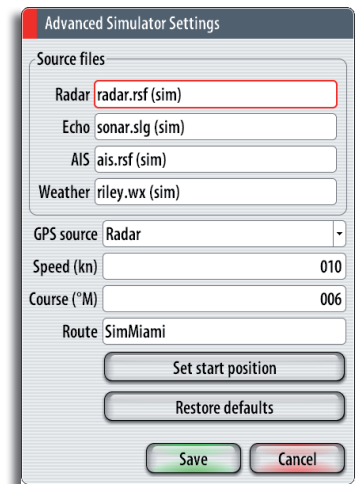 Advanced Simulator Settings
Source files
Radar radar.rsf (sim)
Echo sonar.slg (sim)
AIS ais.rsf (sim)
Weather riley.wx (sim)
GPS source Radar
Speed (kn) 010
Course (°M) 006
Route SimMiami
Set start position
Restore defaults
Save Cancel